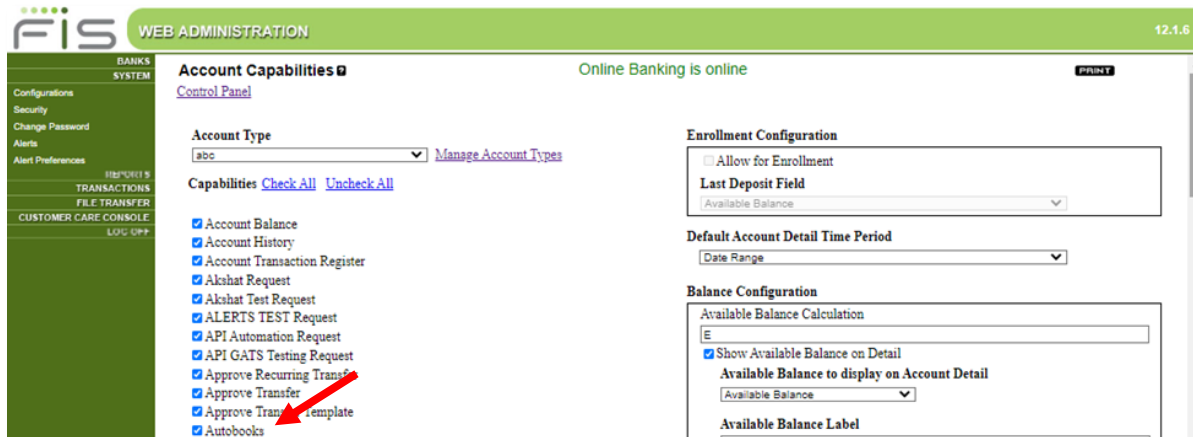 FIS
WEB ADMINISTRATION
12.1.6
BANKS
SYSTEM
Configurations
Security
Change Password
Alerts
Alert Preferences
REPORTS
TRANSACTIONS
FILE TRANSFER
CUSTOMER CARE CONSOLE
LOG OFF
Account Capabilities ?
Online Banking is online
PRINT
Control Panel
Account Type
abc
Manage Account Types
Capabilities Check All Uncheck All
Account Balance
Account History
Account Transaction Register
Akshat Request
Akshat Test Request
ALERTS TEST Request
API Automation Request
API GATS Testing Request
Approve Recurring Transfer
Approve Transfer
Approve Transfer Template
Autobooks
Enrollment Configuration
Allow for Enrollment
Last Deposit Field
Available Balance
Default Account Detail Time Period
Date Range
Balance Configuration
Available Balance Calculation
E
Show Available Balance on Detail
Available Balance to display on Account Detail
Available Balance
Available Balance Label